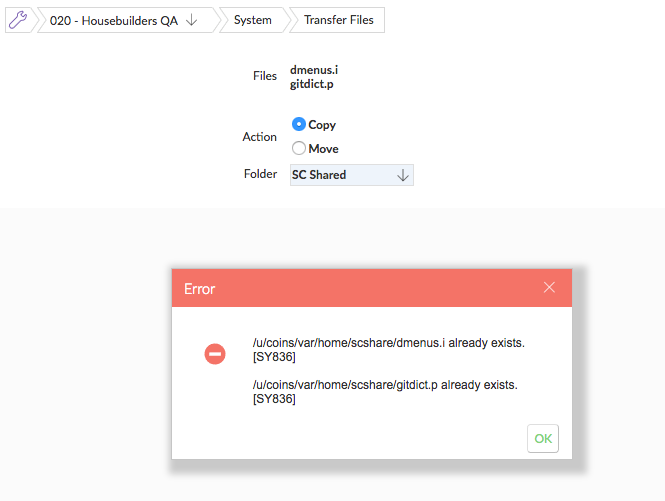 020 - Housebuilders QA
System
Transfer Files
Files
dmenus.i
gitdict.p
Action
Copy
Move
Folder
SC Shared
Error
/u/coins/var/home/scshare/dmenus.i already exists.
[SY836]
/u/coins/var/home/scshare/gitdict.p already exists.
[SY836]
OK